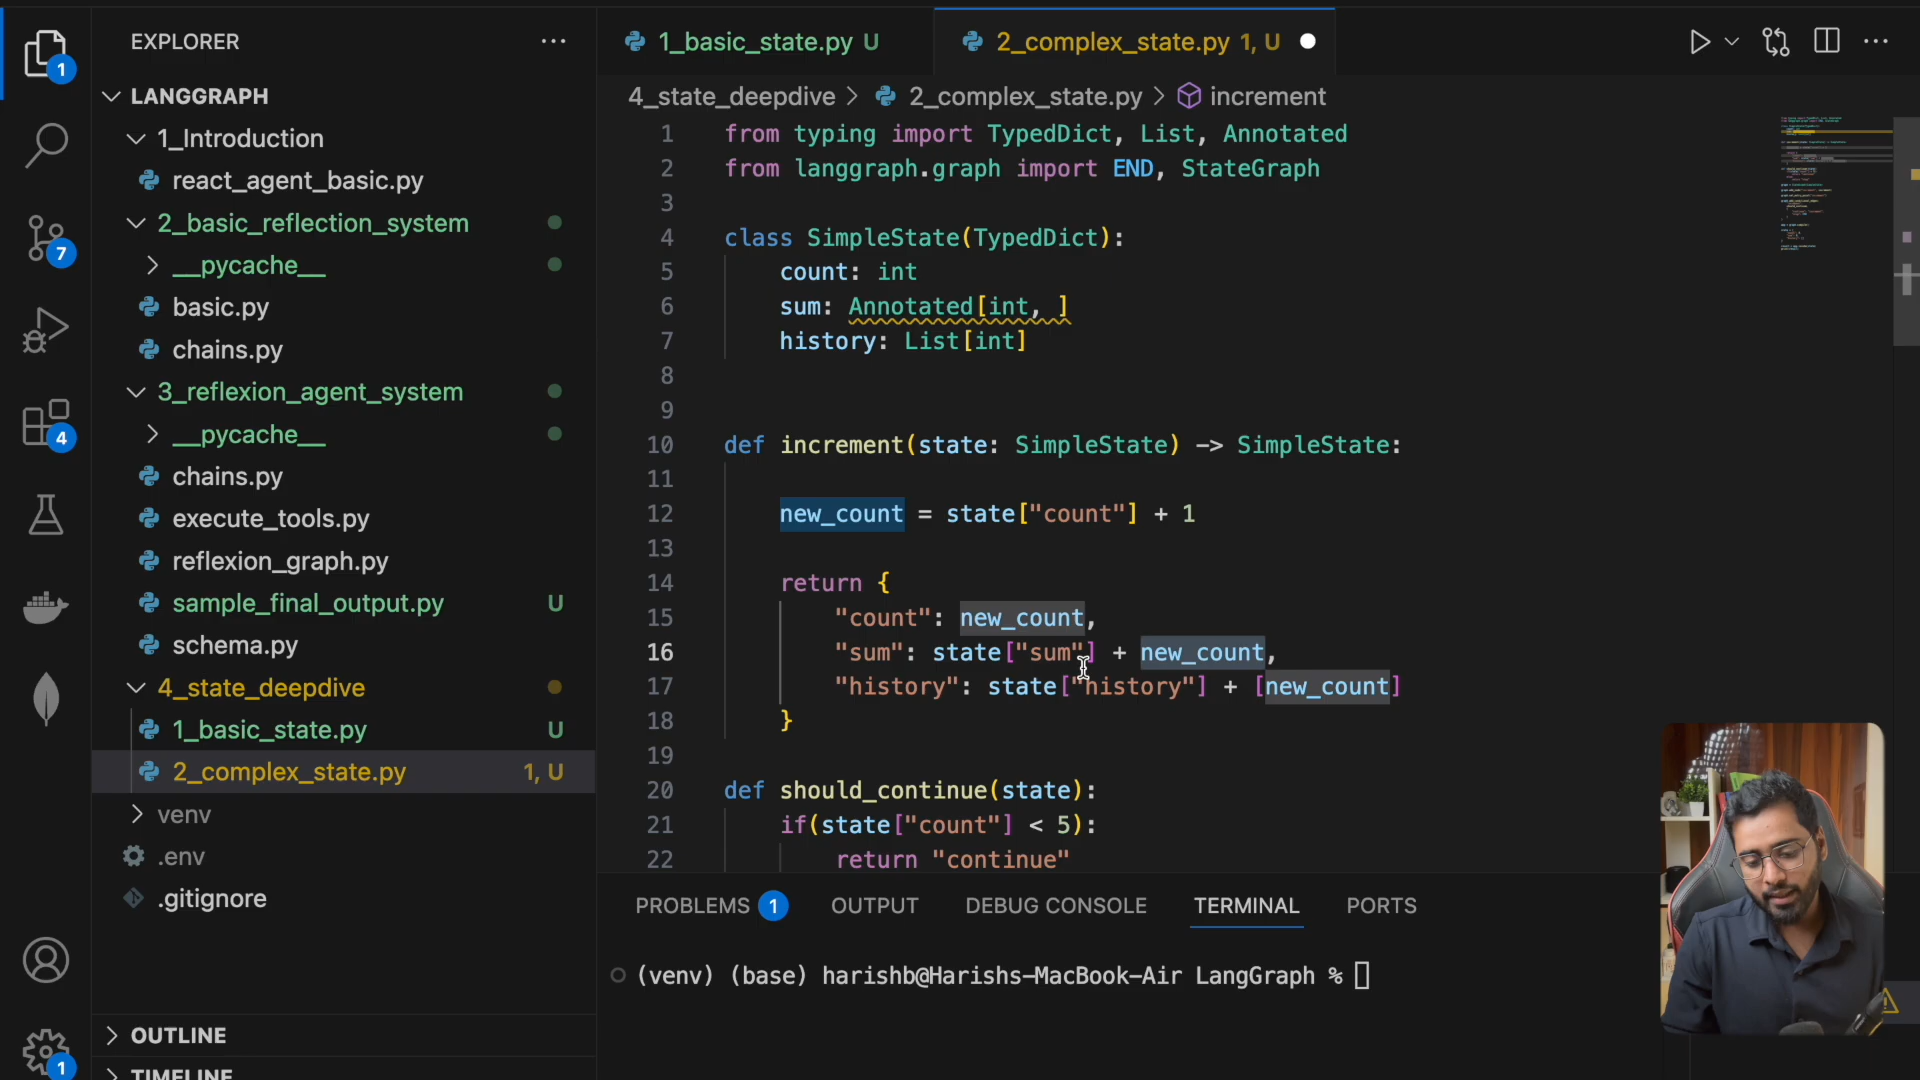 EXPLORER
LANGGRAPH
1_Introduction
react_agent_basic.py
2_basic_reflection_system
__pycache__
basic.py
chains.py
3_reflexion_agent_system
__pycache__
chains.py
execute_tools.py
reflexion_graph.py
sample_final_output.py U
schema.py
4_state_deepdive
1_basic_state.py U
2_complex_state.py 1, U
venv
.env
.gitignore
OUTLINE
TIMELINE
1
7
4
1
1_basic_state.py U
2_complex_state.py 1, U
4_state_deepdive > 2_complex_state.py > increment
1 from typing import TypedDict, List, Annotated
2 from langgraph.graph import END, StateGraph
3
4 class SimpleState(TypedDict):
5 count: int
6 sum: Annotated[int, ]
7 history: List[int]
8
9
10 def increment(state: SimpleState) -> SimpleState:
11
12 new_count = state["count"] + 1
13
14 return {
15 "count": new_count,
16 "sum": state["sum"] + new_count,
17 "history": state["history"] + [new_count]
18 }
19
20 def should_continue(state):
21 if(state["count"] < 5):
22 return "continue"
PROBLEMS 1 OUTPUT DEBUG CONSOLE TERMINAL PORTS
(venv) (base) harishb@Harishs-MacBook-Air LangGraph %